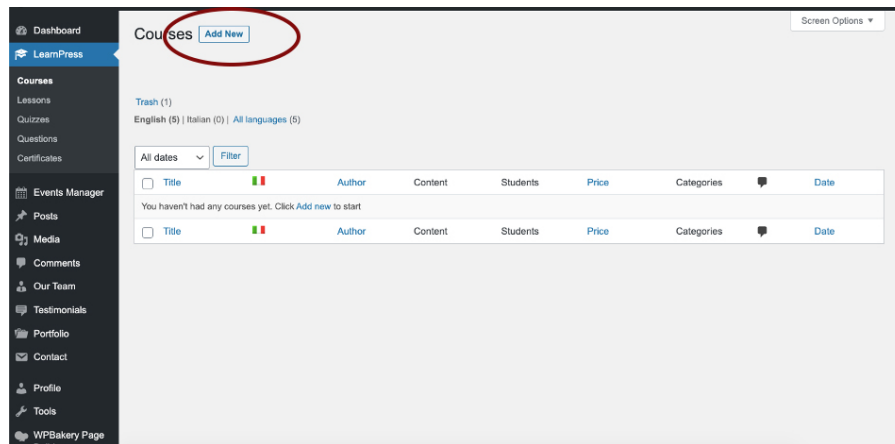 Dashboard
LearnPress
Courses
Lessons
Quizzes
Questions
Certificates
Events Manager
Posts
Media
Comments
Our Team
Testimonials
Portfolio
Contact
Profile
Tools
WPBakery Page
Courses Add New
Screen Options ▼
Trash (1)
English (5) | Italian (0) | All languages (5)
All dates Filter
Title Author Content Students Price Categories Date
You haven't had any courses yet. Click Add new to start
Title Author Content Students Price Categories Date